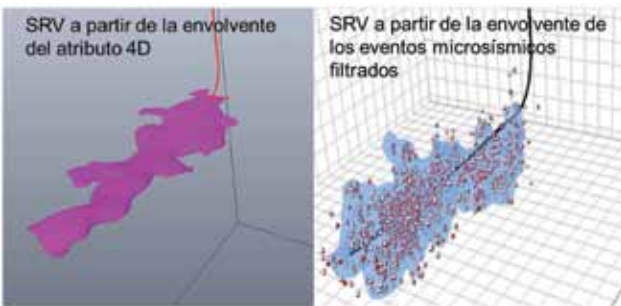 SRV a partir de la envolvente
del atributo 4D
SRV a partir de la envolvente de
los eventos microsísmicos
filtrados